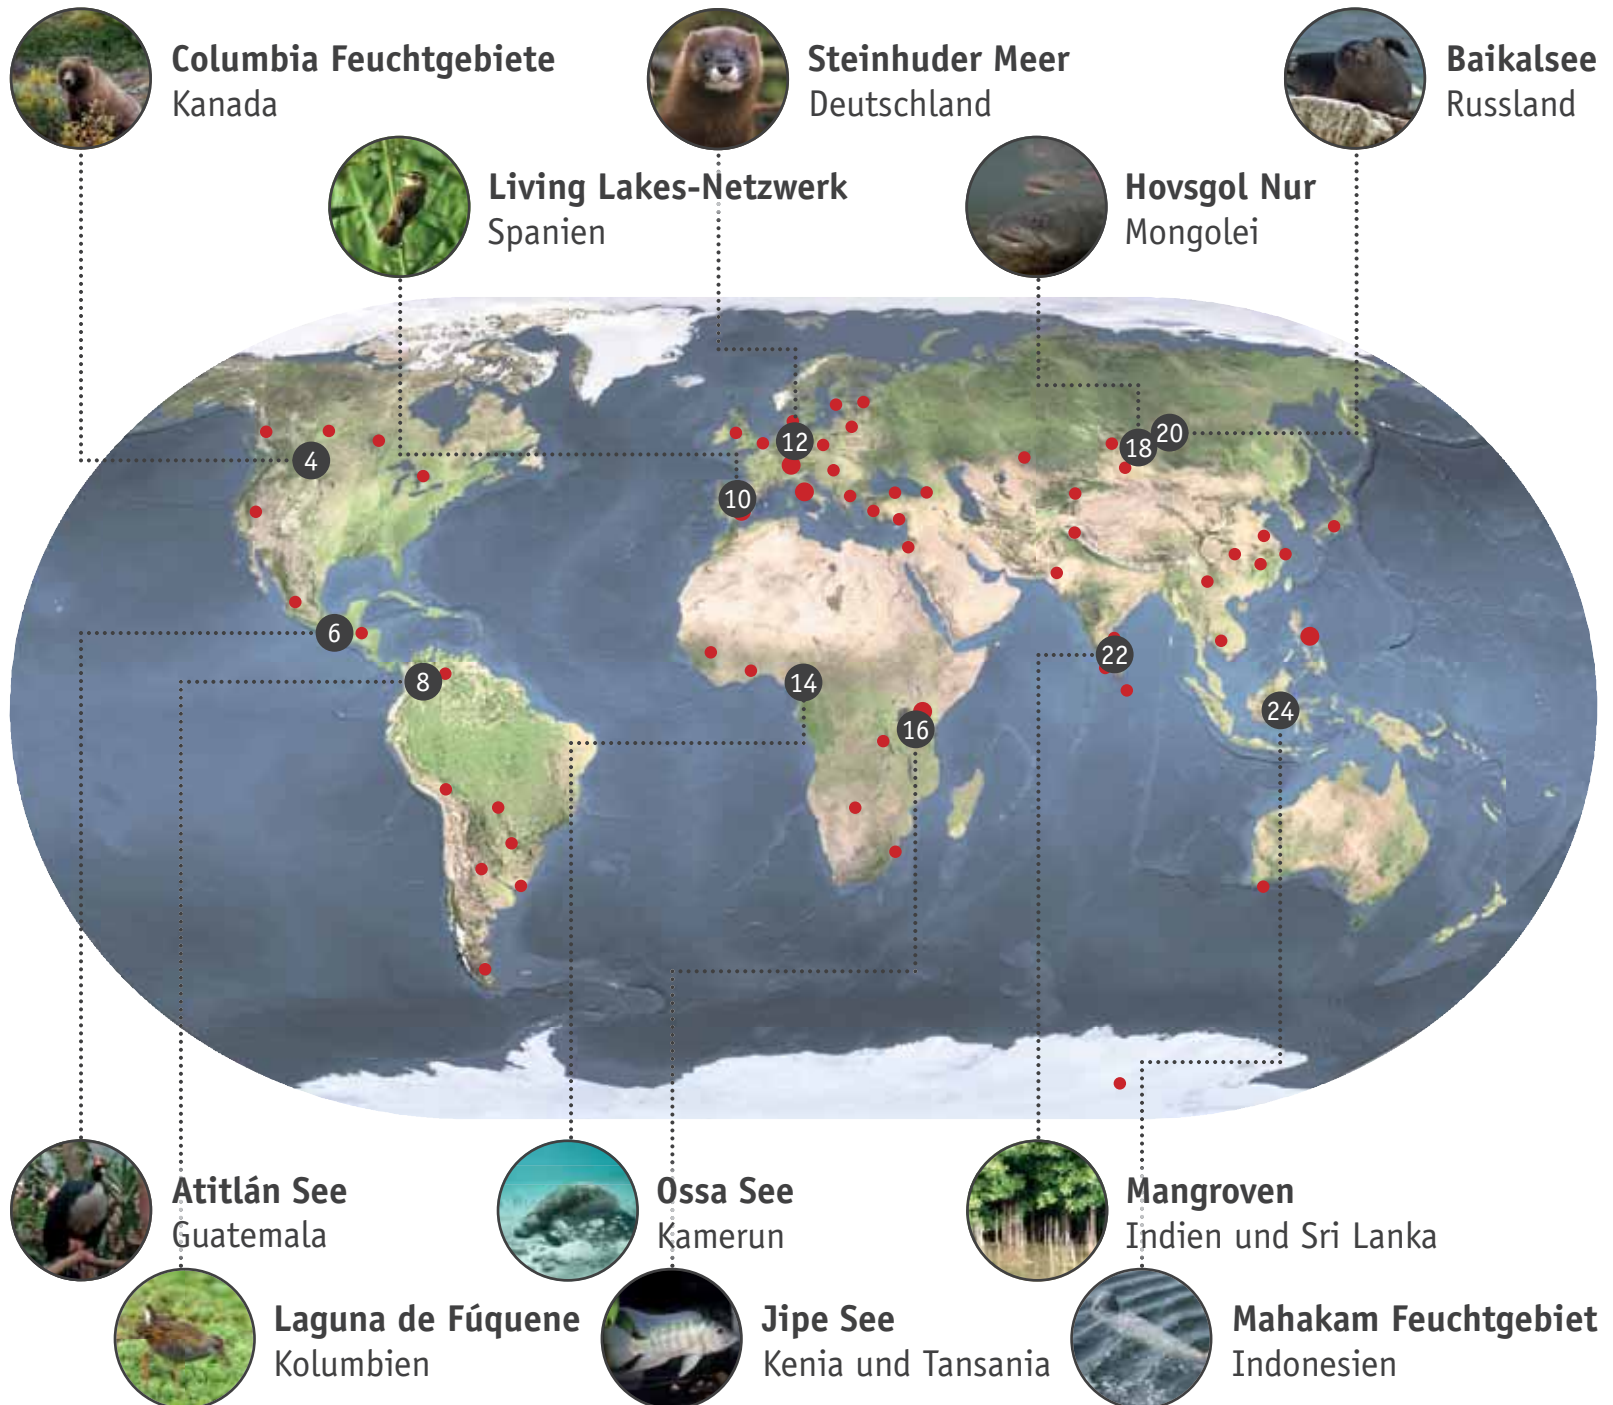 Columbia Feuchtgebiete
Kanada
Steinhuder Meer
Deutschland
Baikalsee
Russland
Living Lakes-Netzwerk
Spanien
Hovsgol Nur
Mongolei
4
12
18
20
10
6
8
14
16
22
24
Atitlán See
Guatemala
Ossa See
Kamerun
Mangroven
Indien und Sri Lanka
Laguna de Fúquene
Kolumbien
Jipe See
Kenia und Tansania
Mahakam Feuchtgebiet
Indonesien